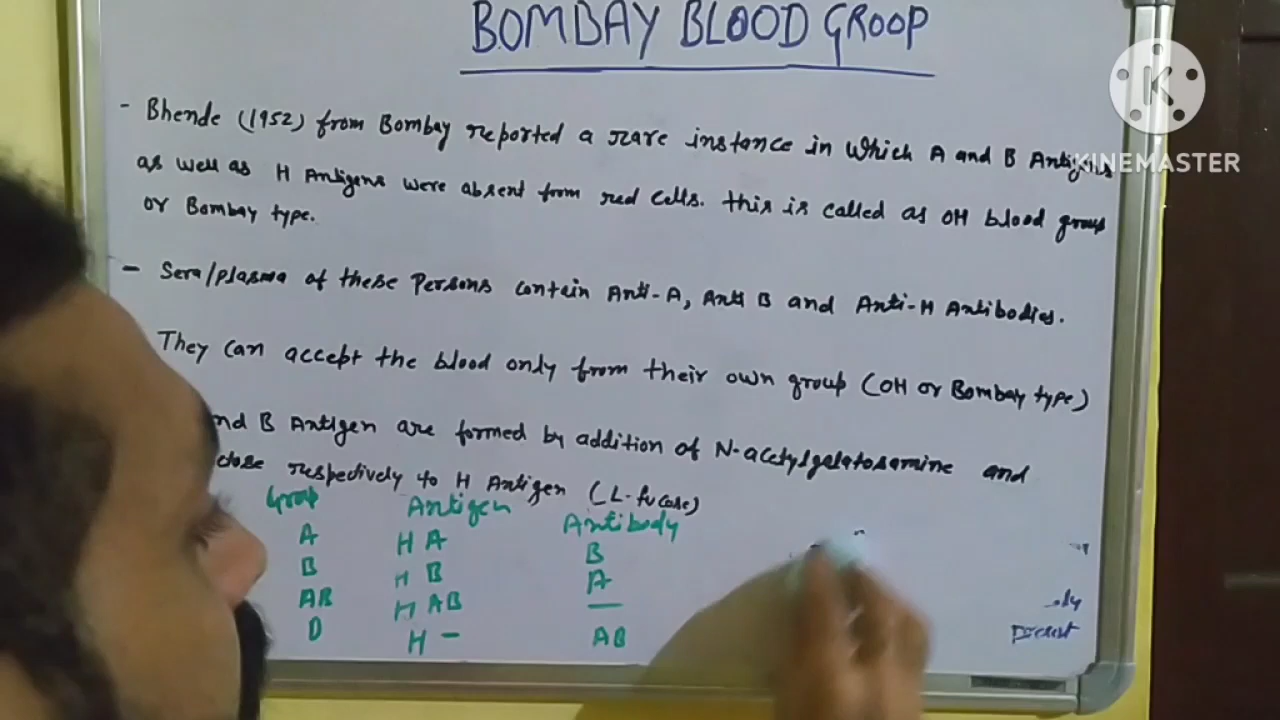 BOMBAY BLOOD GROOP
- Bhende (1952) from Bombay reported a rare instance in which A and B Antigens
as well as H Antigens were absent from red cells. this is called as OH blood group
or Bombay type.
- Sera/plasma of these Persons contain Anti-A, Anti B and Anti-H Antibodies.
They can accept the blood only from their own group (OH or Bombay type)
nd B Antigen are formed by addition of N-acetylgalatosamine and
respectively to H Antigen (L-fucose)
Group Antigen Antibody
A H A B
B H B A
AB H AB —
O H — AB
KINEMASTER